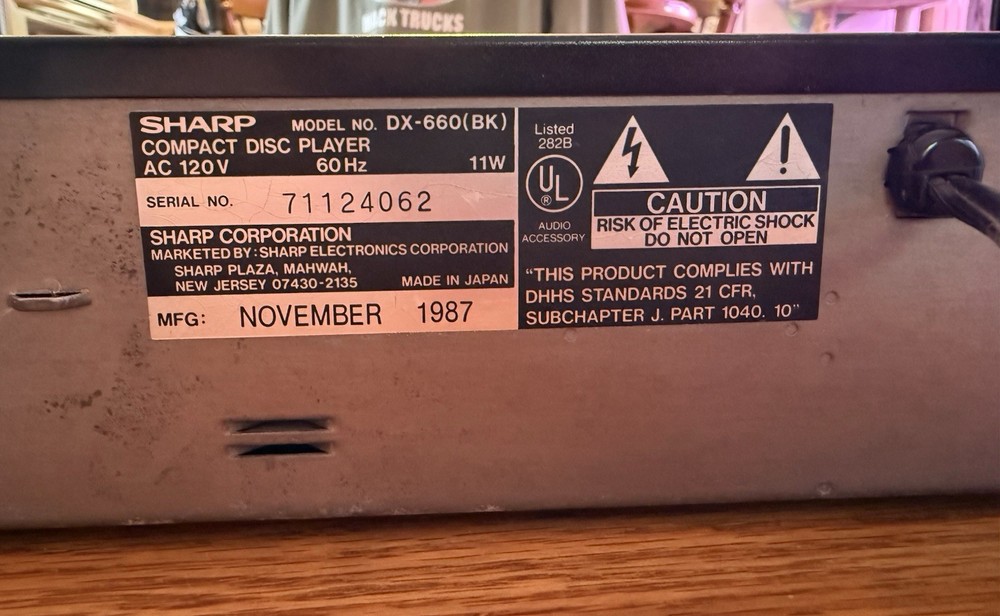 MACK TRUCKS
SHARP MODEL NO. DX-660(BK)
COMPACT DISC PLAYER
AC 120V 60Hz 11W
SERIAL NO. 71124062
SHARP CORPORATION
MARKETED BY: SHARP ELECTRONICS CORPORATION
SHARP PLAZA, MAHWAH,
NEW JERSEY 07430-2135 MADE IN JAPAN
MFG: NOVEMBER 1987
Listed
282B
UL
®
AUDIO
ACCESSORY
CAUTION
RISK OF ELECTRIC SHOCK
DO NOT OPEN
“THIS PRODUCT COMPLIES WITH
DHHS STANDARDS 21 CFR,
SUBCHAPTER J. PART 1040. 10”